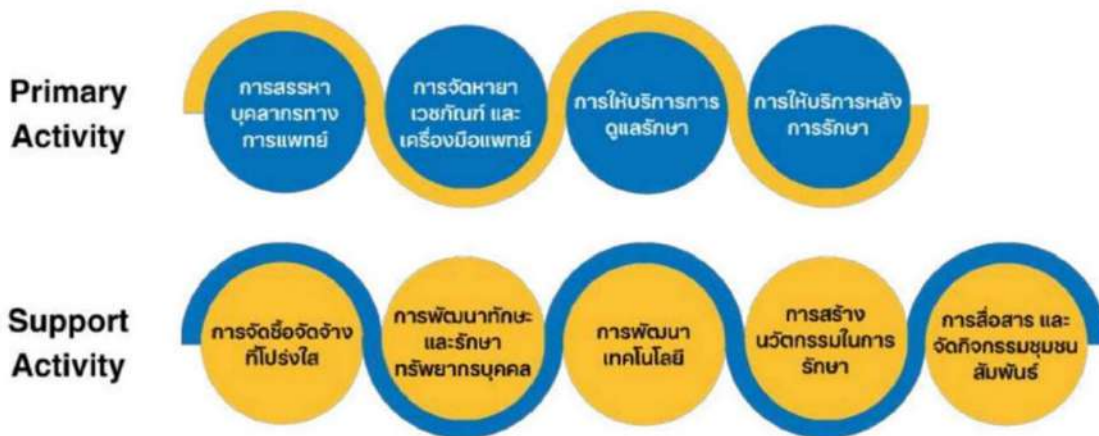 Primary
Activity
การสรรหา
บุคลากรทาง
การแพทย์
การจัดหายา
เวชภัณฑ์ และ
เครื่องมือแพทย์
การให้บริการการ
ดูแลรักษา
การให้บริการหลัง
การรักษา
Support
Activity
การจัดซื้อจัดจ้าง
ที่โปร่งใส
การพัฒนาทักษะ
และรักษา
ทรัพยากรบุคคล
การพัฒนา
เทคโนโลยี
การสร้าง
นวัตกรรมในการ
รักษา
การสื่อสาร และ
จัดกิจกรรมชุมชน
สัมพันธ์